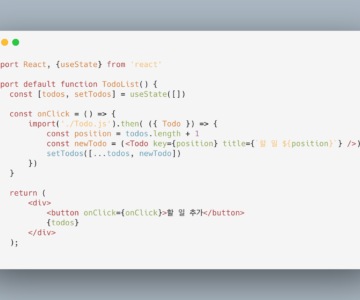 port React, {useState} from 'react'
port default function TodoList() {
const [todos, setTodos] = useState([])
const onClick = () => {
import('./Todo.js').then( ({ Todo }) => {
const position = todos.length + 1
const newTodo = (<Todo key={position} title={`할 일 ${position}`} />)
setTodos([...todos, newTodo])
})
}
return (
<div>
<button onClick={onClick}>할 일 추가</button>
{todos}
</div>
);